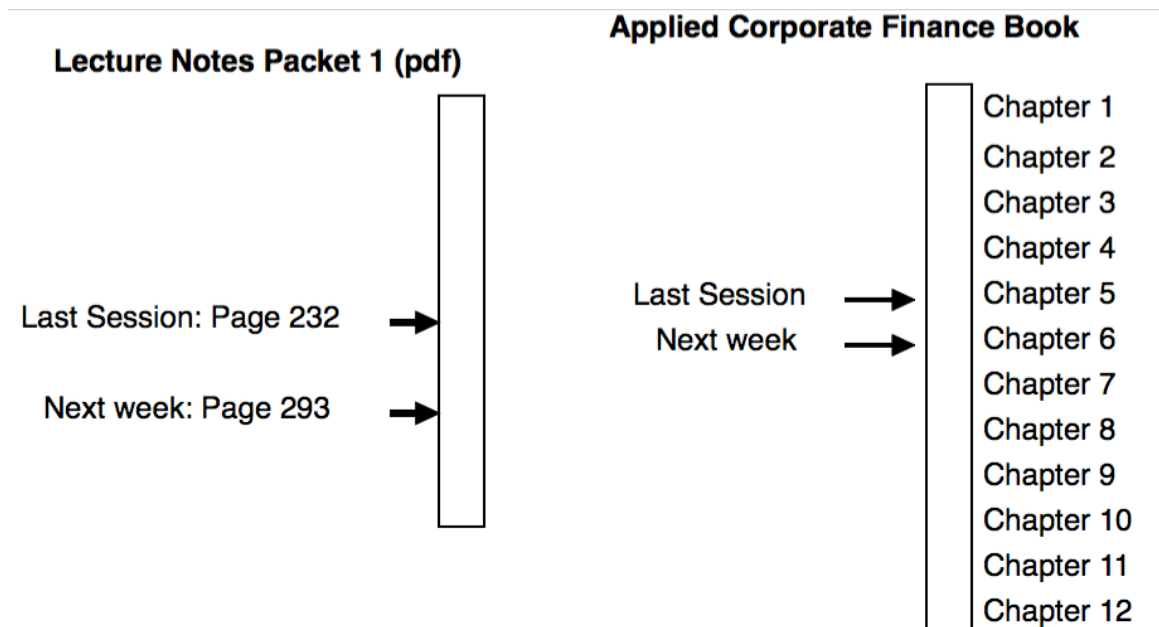 Applied Corporate Finance Book
Lecture Notes Packet 1 (pdf)
Last Session: Page 232
Next week: Page 293
Last Session
Next week
Chapter 1
Chapter 2
Chapter 3
Chapter 4
Chapter 5
Chapter 6
Chapter 7
Chapter 8
Chapter 9
Chapter 10
Chapter 11
Chapter 12